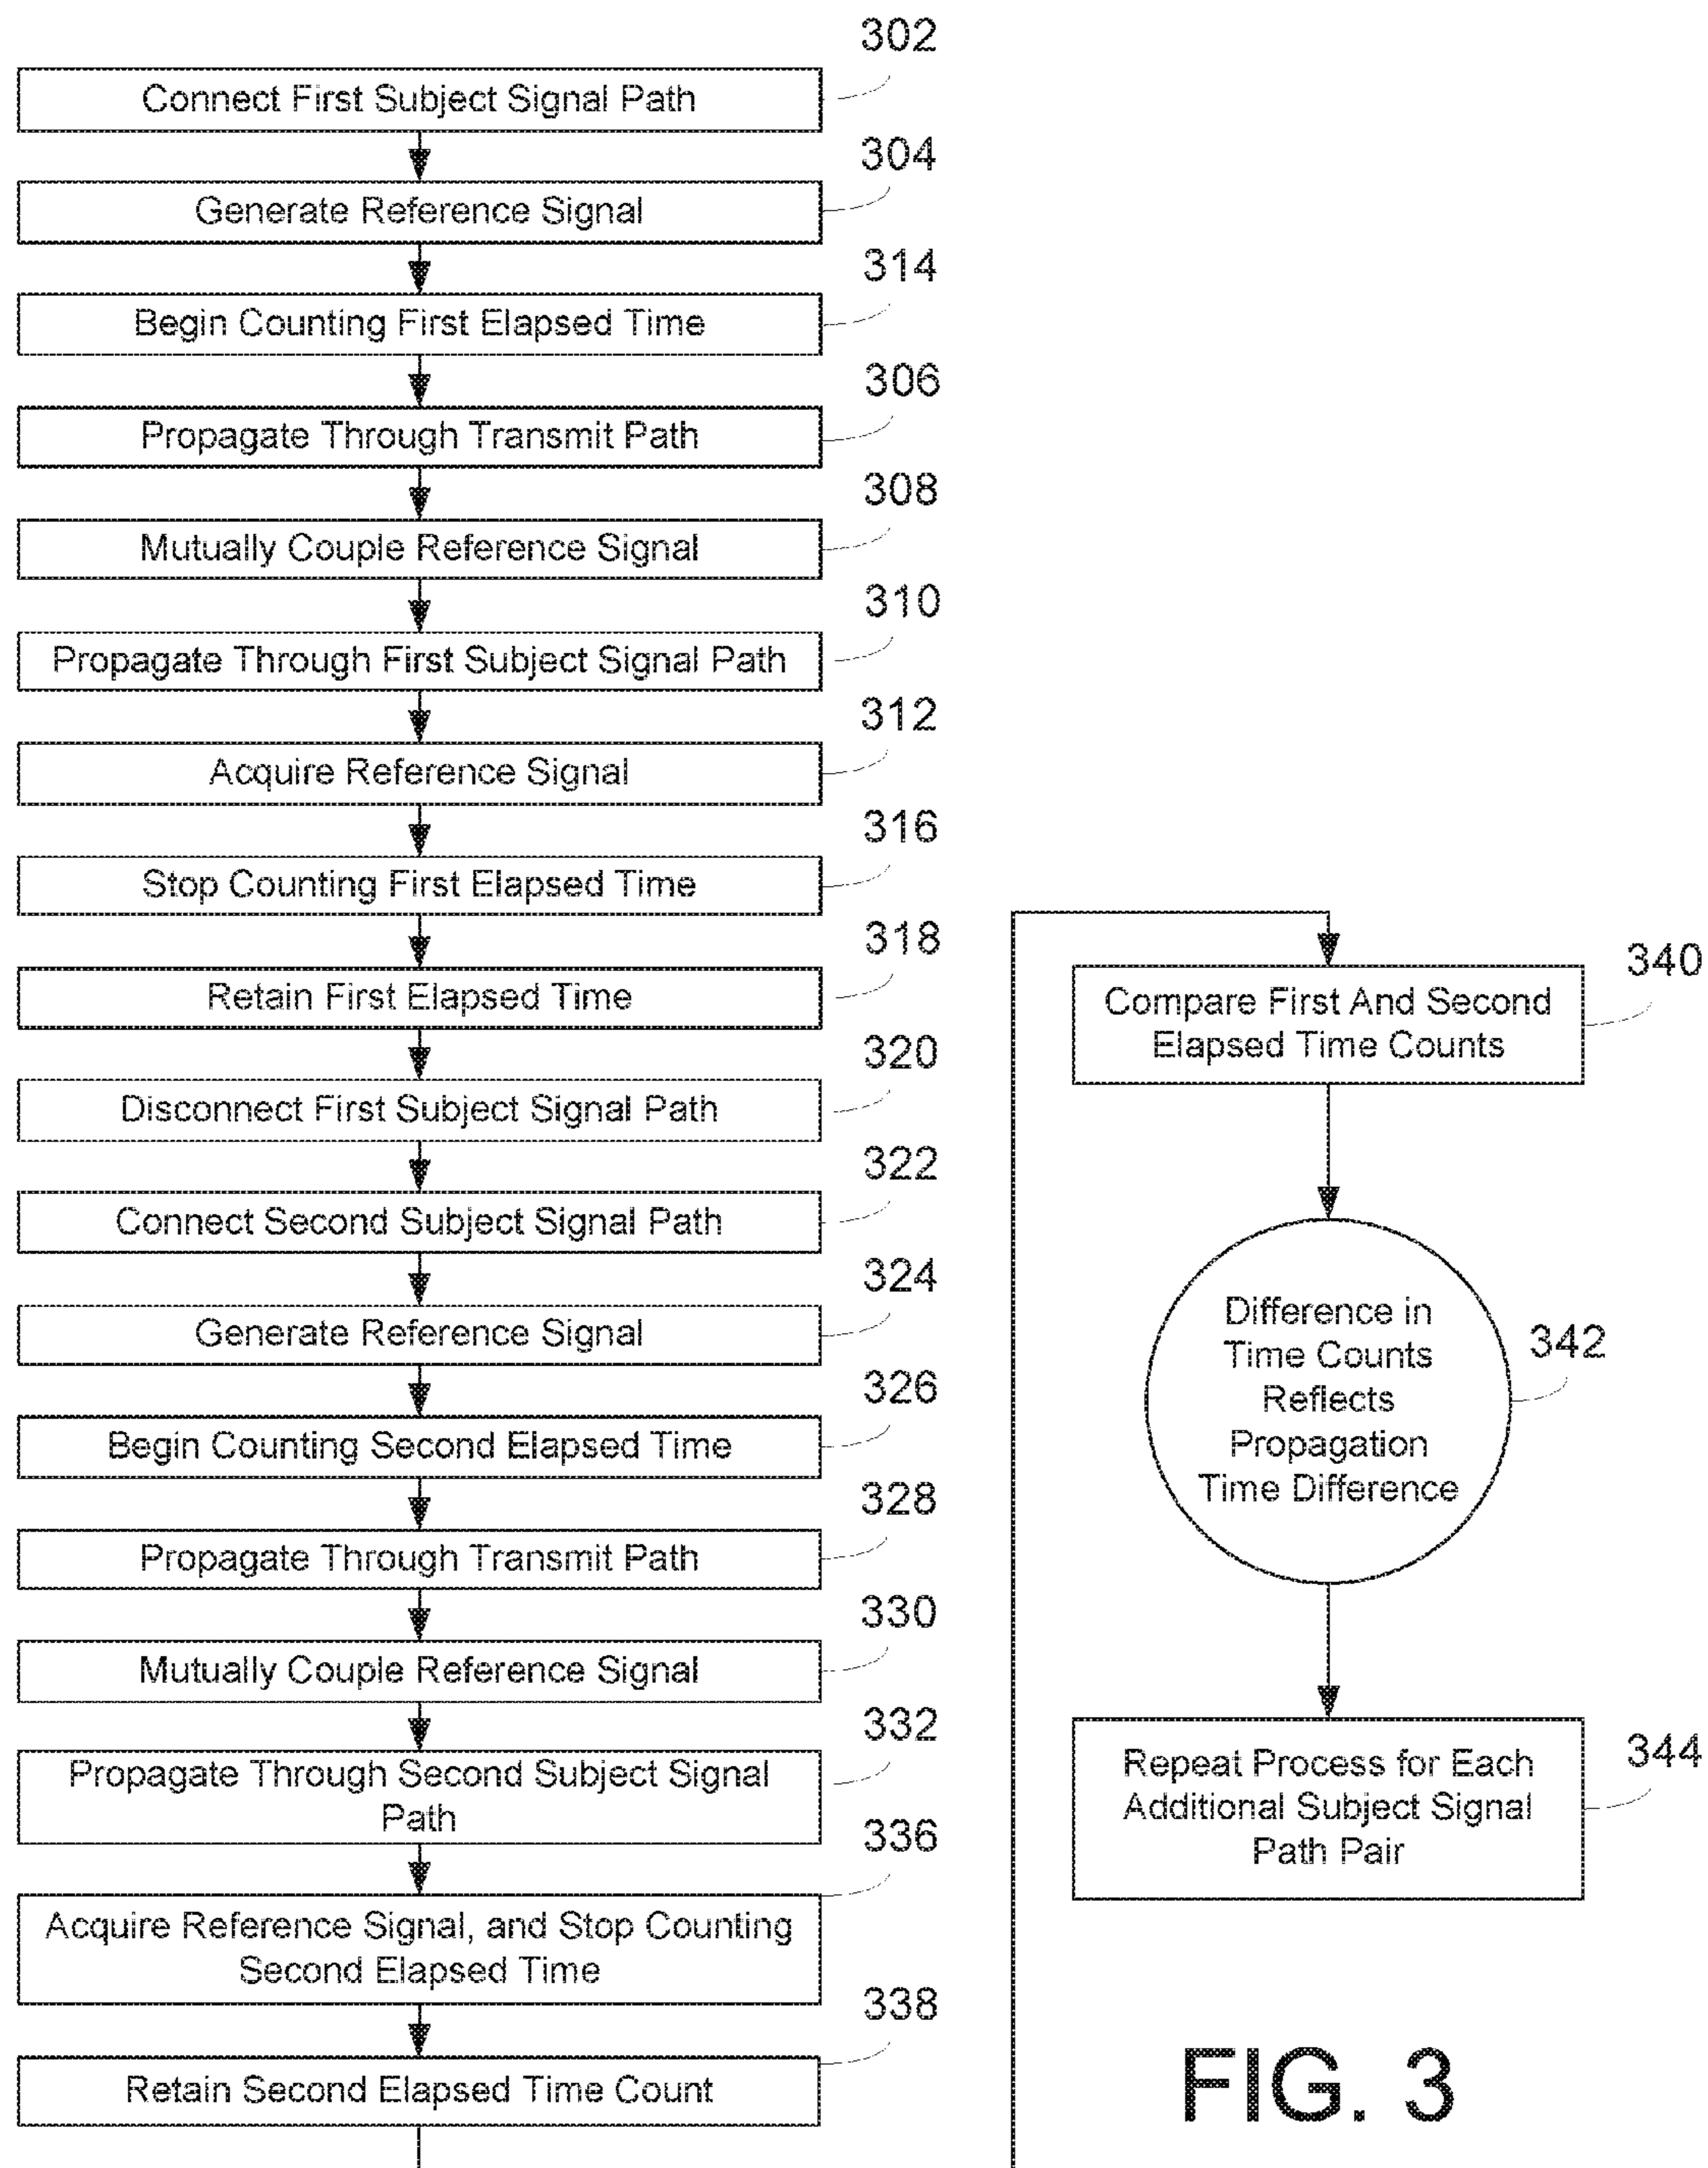 302
Connect First Subject Signal Path
304
Generate Reference Signal
314
Begin Counting First Elapsed Time
306
Propagate Through Transmit Path
308
Mutually Couple Reference Signal
310
Propagate Through First Subject Signal Path
312
Acquire Reference Signal
316
Stop Counting First Elapsed Time
318
Retain First Elapsed Time
320
Disconnect First Subject Signal Path
322
Connect Second Subject Signal Path
324
Generate Reference Signal
326
Begin Counting Second Elapsed Time
328
Propagate Through Transmit Path
330
Mutually Couple Reference Signal
332
Propagate Through Second Subject Signal
Path
336
Acquire Reference Signal, and Stop Counting
Second Elapsed Time
338
Retain Second Elapsed Time Count
340
Compare First And Second
Elapsed Time Counts
342
Difference in
Time Counts
Reflects
Propagation
Time Difference
344
Repeat Process for Each
Additional Subject Signal
Path Pair
FIG. 3